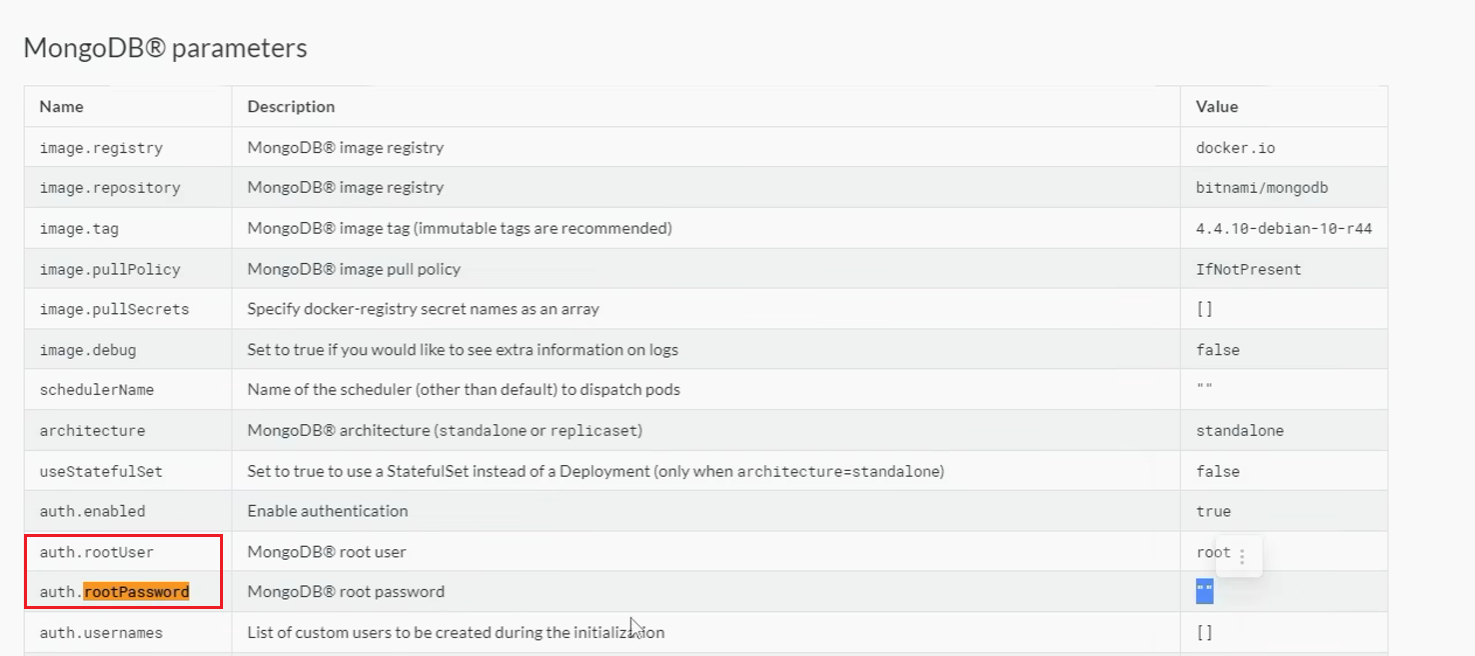 MongoDB® parameters
Name Description Value
image.registry MongoDB® image registry docker.io
image.repository MongoDB® image registry bitnami/mongodb
image.tag MongoDB® image tag (immutable tags are recommended) 4.4.10-debian-10-r44
image.pullPolicy MongoDB® image pull policy IfNotPresent
image.pullSecrets Specify docker-registry secret names as an array []
image.debug Set to true if you would like to see extra information on logs false
schedulerName Name of the scheduler (other than default) to dispatch pods ""
architecture MongoDB® architecture (standalone or replicaset) standalone
useStatefulSet Set to true to use a StatefulSet instead of a Deployment (only when architecture=standalone) false
auth.enabled Enable authentication true
auth.rootUser MongoDB® root user root
auth.rootPassword MongoDB® root password ""
auth.usernames List of custom users to be created during the initialization []